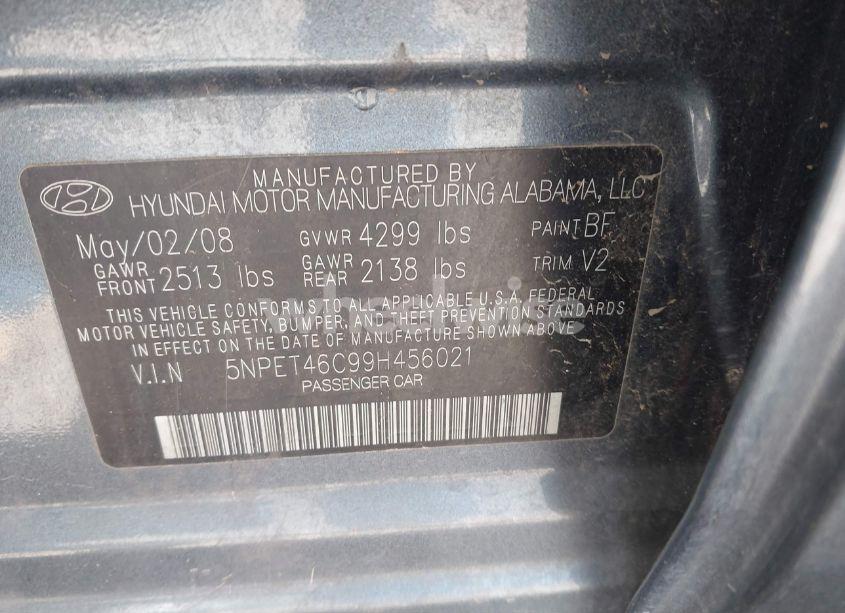 MANUFACTURED BY
HYUNDAI MOTOR MANUFACTURING ALABAMA, LLC
May/02/08 GVWR 4299 lbs PAINT BF
GAWR FRONT 2513 lbs GAWR REAR 2138 lbs TRIM V2
THIS VEHICLE CONFORMS TO ALL APPLICABLE U.S.A. FEDERAL
MOTOR VEHICLE SAFETY, BUMPER, AND THEFT PREVENTION STANDARDS
IN EFFECT ON THE DATE OF MANUFACTURE SHOWN ABOVE.
V.I.N 5NPET46C99H456021
PASSENGER CAR